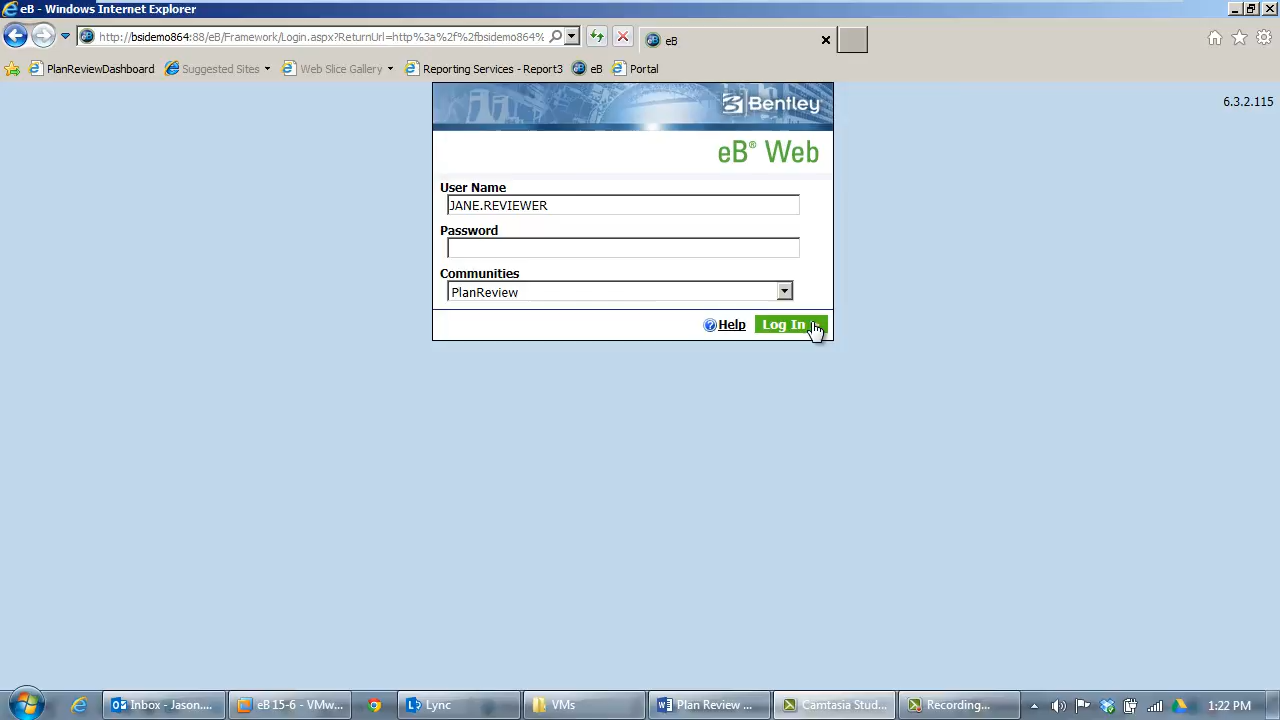 eB - Windows Internet Explorer
http://bsidemo864:88/eB/Framework/Login.aspx?ReturnUrl=http%3a%2f%2fbsidemo864%
eB
PlanReviewDashboard
Suggested Sites
Web Slice Gallery
Reporting Services - Report3
eB
Portal
6.3.2.115
Bentley
eB® Web
User Name
JANE.REVIEWER
Password
Communities
PlanReview
Help
Log In
Inbox - Jason....
eB 15-6 - VMw...
Lync
VMs
Plan Review ...
Camtasia Stud...
Recording...
1:22 PM